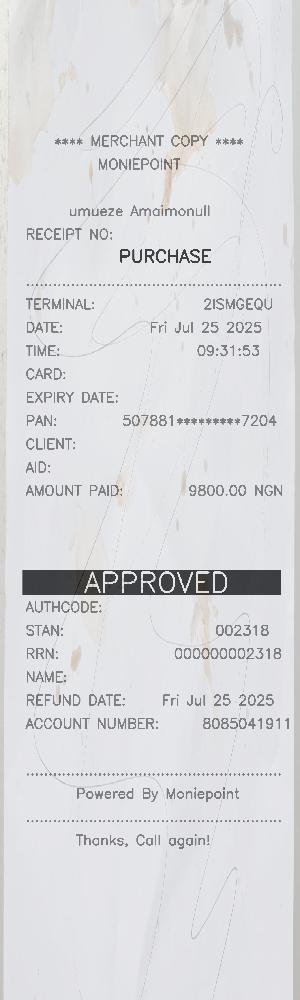 **** MERCHANT COPY ****
MONIEPOINT
umueze Amaimonull
RECEIPT NO:
PURCHASE
TERMINAL: 2ISMGEQU
DATE: Fri Jul 25 2025
TIME: 09:31:53
CARD:
EXPIRY DATE:
PAN: 507881*********7204
CLIENT:
AID:
AMOUNT PAID: 9800.00 NGN
APPROVED
AUTHCODE:
STAN: 002318
RRN: 000000002318
NAME:
REFUND DATE: Fri Jul 25 2025
ACCOUNT NUMBER: 8085041911
Powered By Moniepoint
Thanks, Call again!